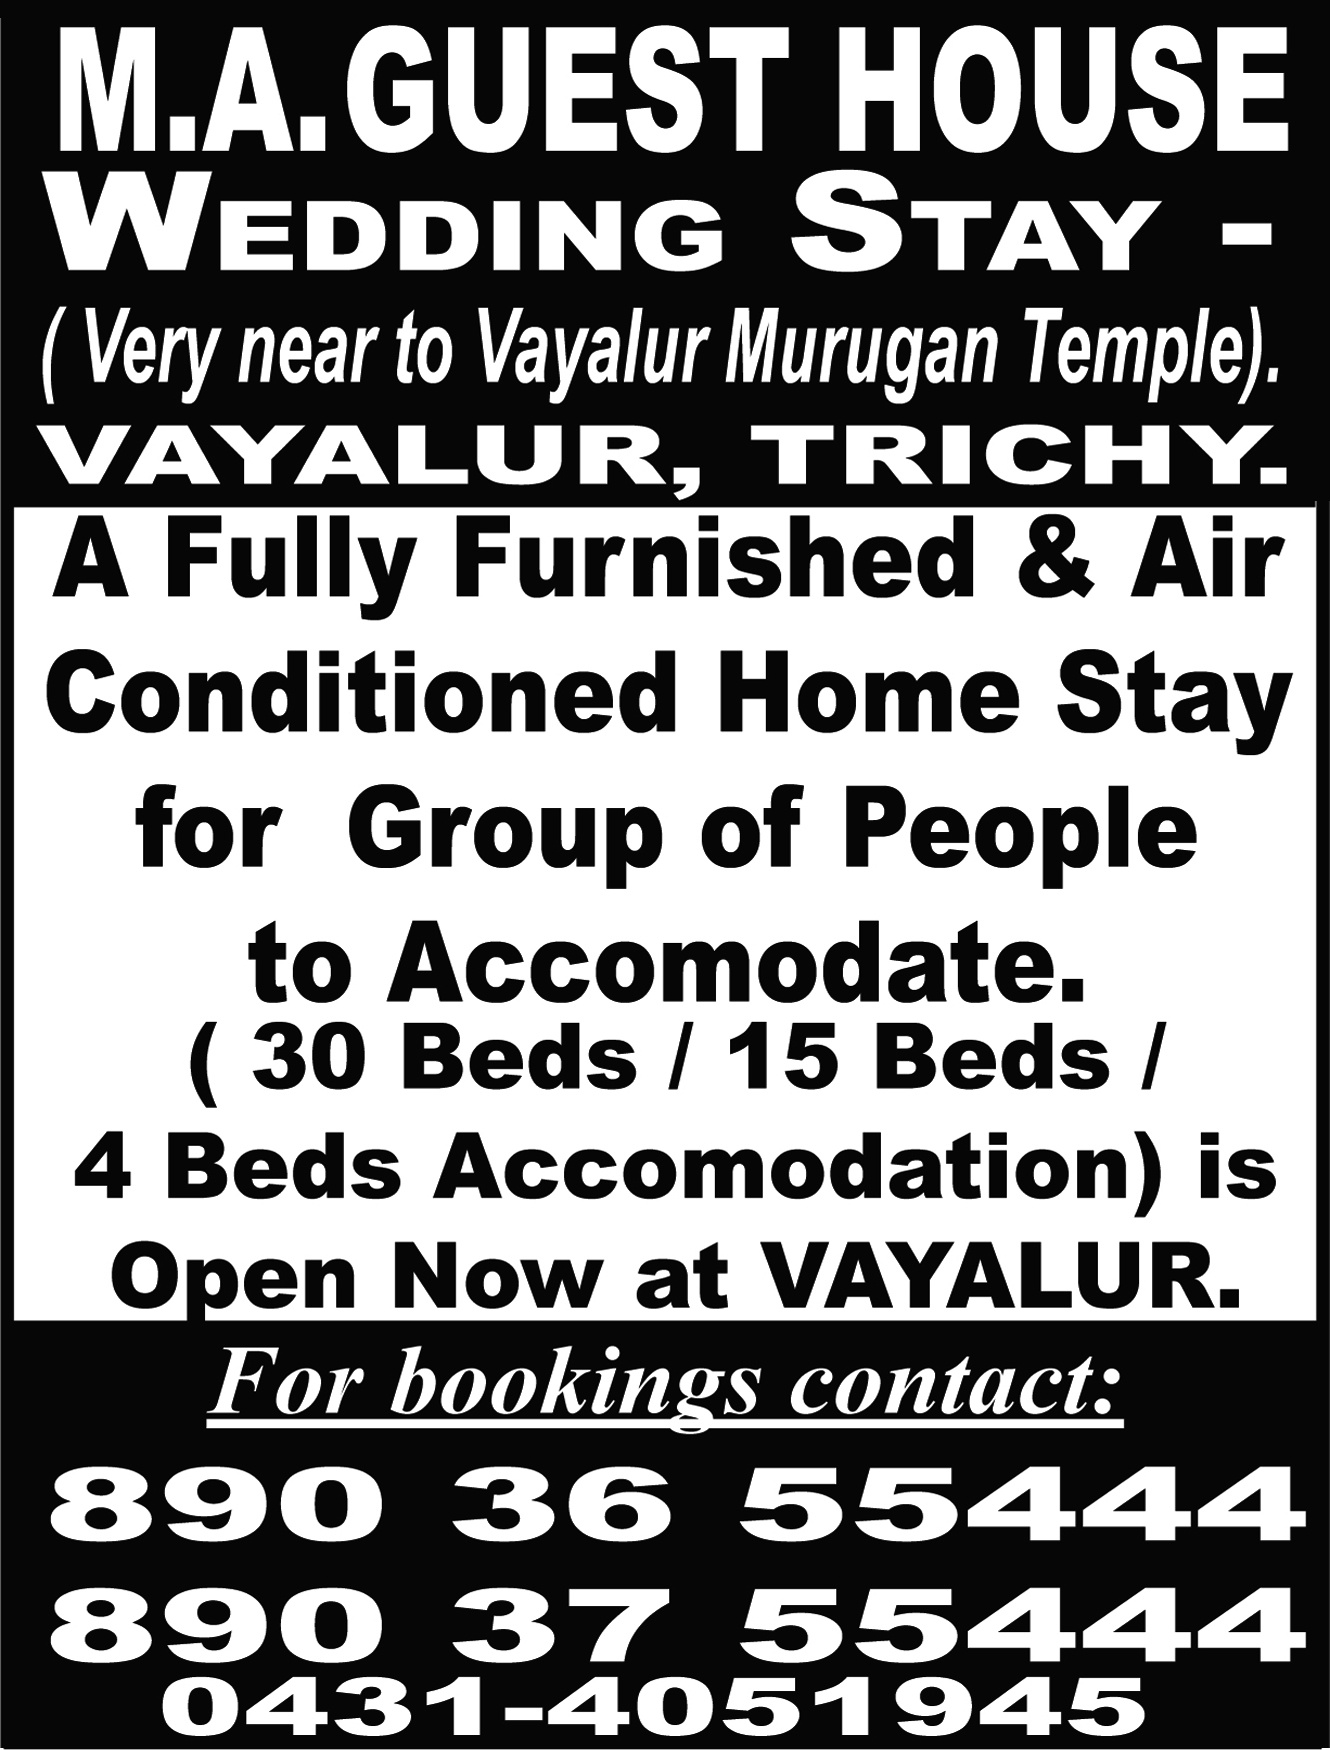 M.A.GUEST HOUSE
WEDDING STAY -
( Very near to Vayalur Murugan Temple).
VAYALUR, TRICHY.
A Fully Furnished & Air
Conditioned Home Stay
for Group of People
to Accomodate.
( 30 Beds / 15 Beds /
4 Beds Accomodation) is
Open Now at VAYALUR.
For bookings contact:
890 36 55444
890 37 55444
0431-4051945